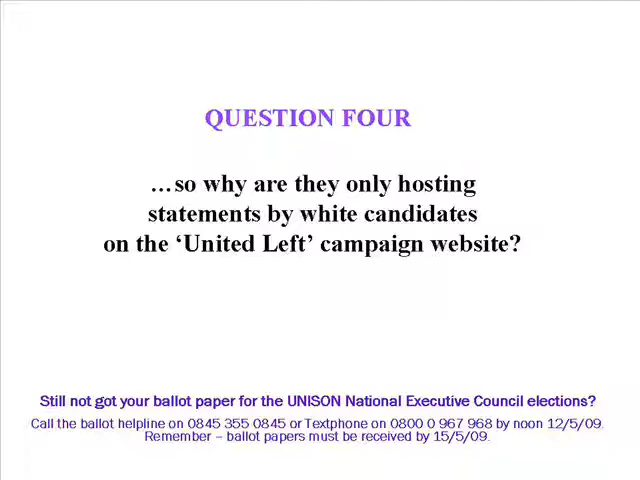 QUESTION FOUR
…so why are they only hosting
statements by white candidates
on the ‘United Left’ campaign website?
Still not got your ballot paper for the UNISON National Executive Council elections?
Call the ballot helpline on 0845 355 0845 or Textphone on 0800 0 967 968 by noon 12/5/09.
Remember – ballot papers must be received by 15/5/09.